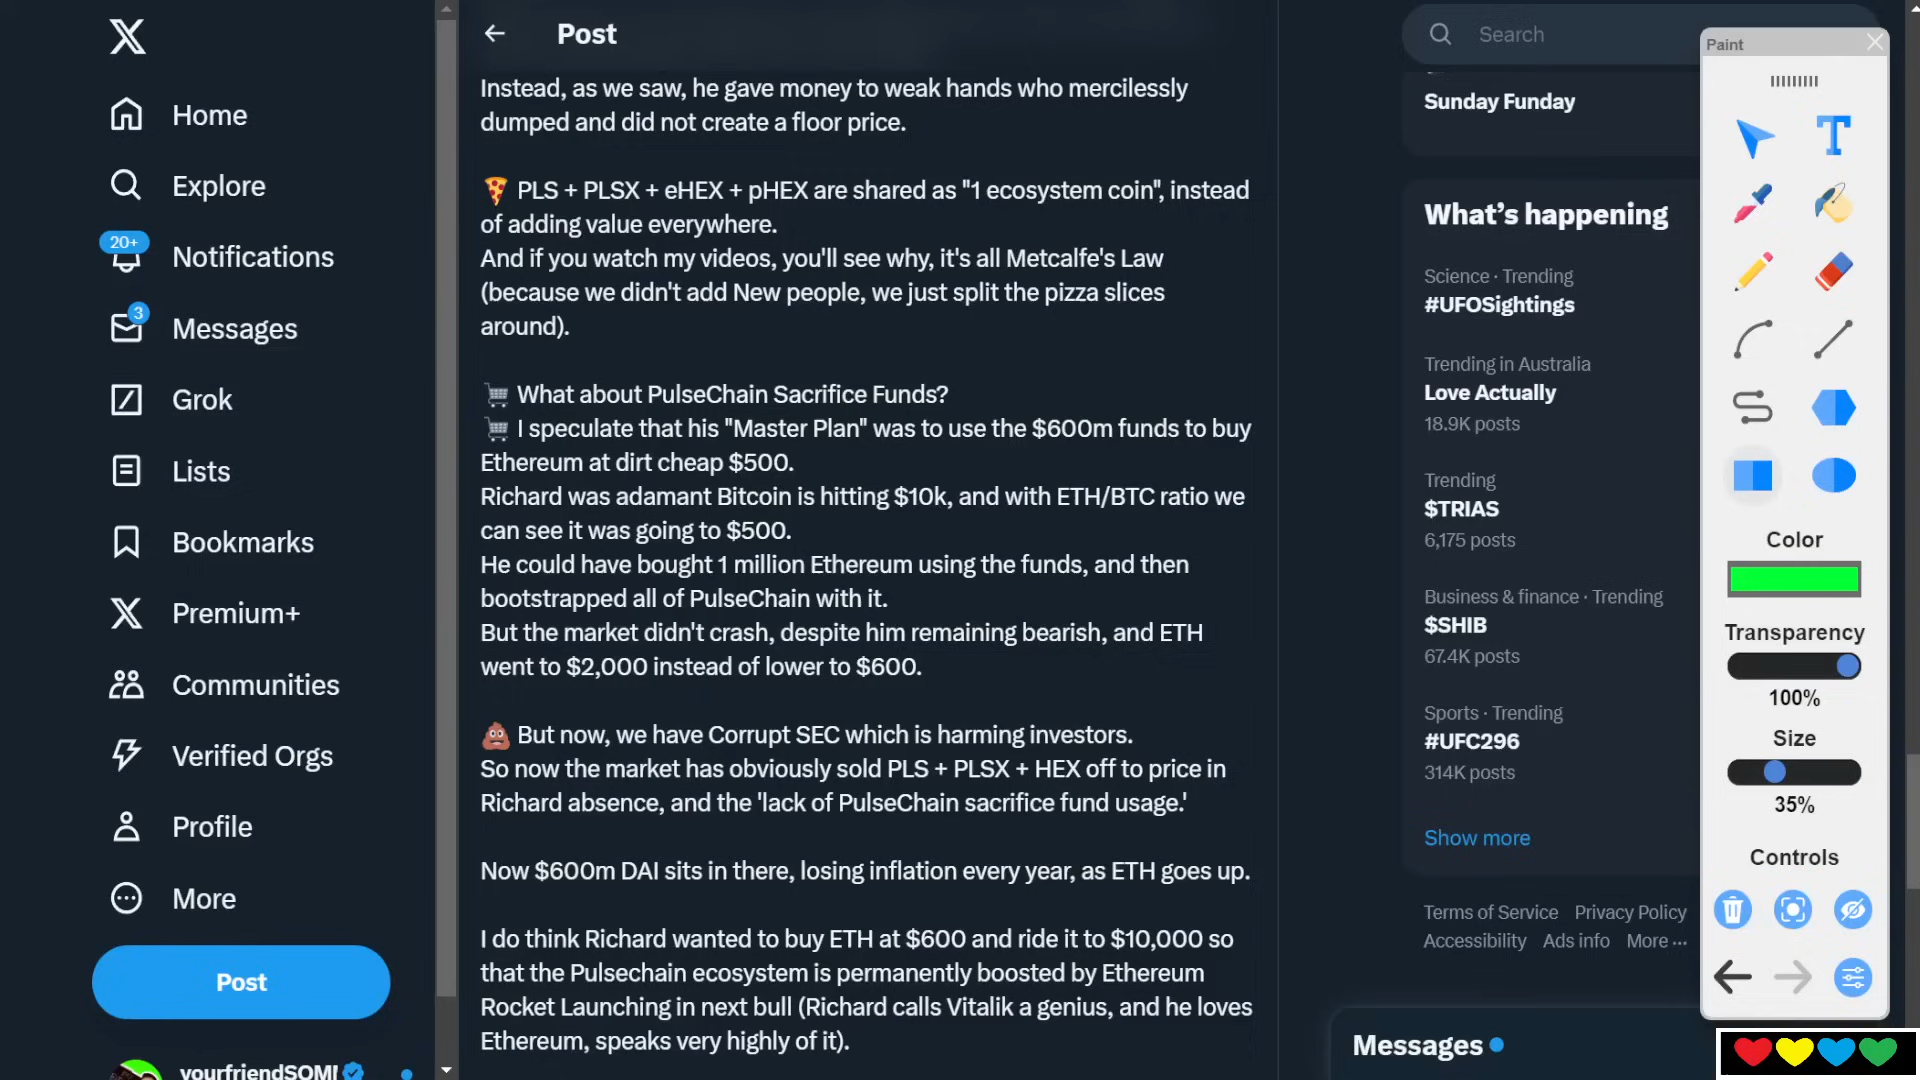 Home
Explore
20+
Notifications
3
Messages
Grok
Lists
Bookmarks
Premium+
Communities
Verified Orgs
Profile
More
Post
yourfriendSOMI
Post
Instead, as we saw, he gave money to weak hands who mercilessly
dumped and did not create a floor price.
🍕 PLS + PLSX + eHEX + pHEX are shared as "1 ecosystem coin", instead
of adding value everywhere.
And if you watch my videos, you'll see why, it's all Metcalfe's Law
(because we didn't add New people, we just split the pizza slices
around).
🛒 What about PulseChain Sacrifice Funds?
🛒 I speculate that his "Master Plan" was to use the $600m funds to buy
Ethereum at dirt cheap $500.
Richard was adamant Bitcoin is hitting $10k, and with ETH/BTC ratio we
can see it was going to $500.
He could have bought 1 million Ethereum using the funds, and then
bootstrapped all of PulseChain with it.
But the market didn't crash, despite him remaining bearish, and ETH
went to $2,000 instead of lower to $600.
💩 But now, we have Corrupt SEC which is harming investors.
So now the market has obviously sold PLS + PLSX + HEX off to price in
Richard absence, and the 'lack of PulseChain sacrifice fund usage.'
Now $600m DAI sits in there, losing inflation every year, as ETH goes up.
I do think Richard wanted to buy ETH at $600 and ride it to $10,000 so
that the Pulsechain ecosystem is permanently boosted by Ethereum
Rocket Launching in next bull (Richard calls Vitalik a genius, and he loves
Ethereum, speaks very highly of it).
Search
Sunday Funday
What's happening
Science · Trending
#UFOSightings
Trending in Australia
Love Actually
18.9K posts
Trending
$TRIAS
6,175 posts
Business & finance · Trending
$SHIB
67.4K posts
Sports · Trending
#UFC296
314K posts
Show more
Terms of Service Privacy Policy
Accessibility Ads info More ...
Messages
Paint
Color
Transparency
100%
Size
35%
Controls